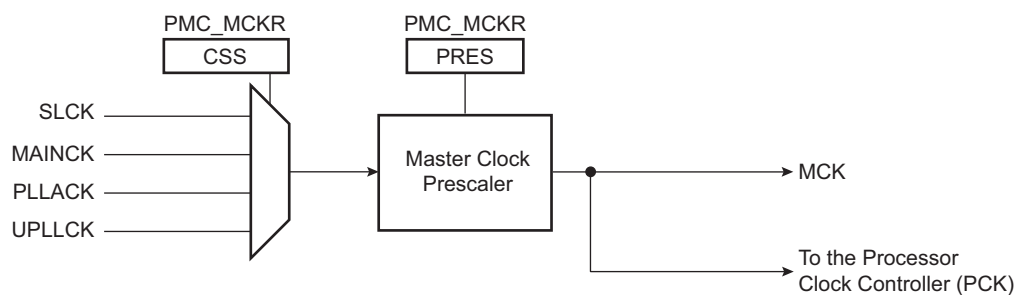 PMC_MCKR
PMC_MCKR
CSS
PRES
SLCK
MAINCK
PLLACK
UPLLCK
Master Clock
Prescaler
MCK
To the Processor
Clock Controller (PCK)